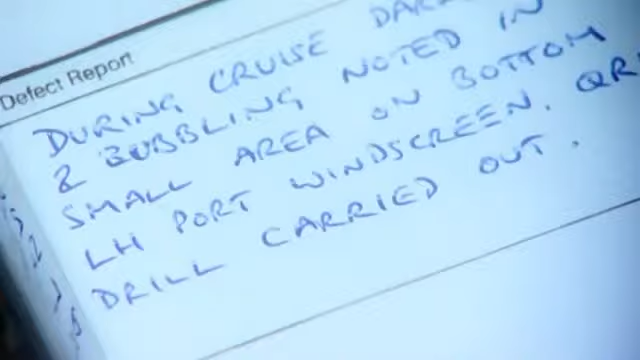 Defect Report
DURING CRUISE
& BUBBLING NOTED IN
SMALL AREA ON BOTTOM
LH PORT WINDSCREEN.
DRILL CARRIED OUT.